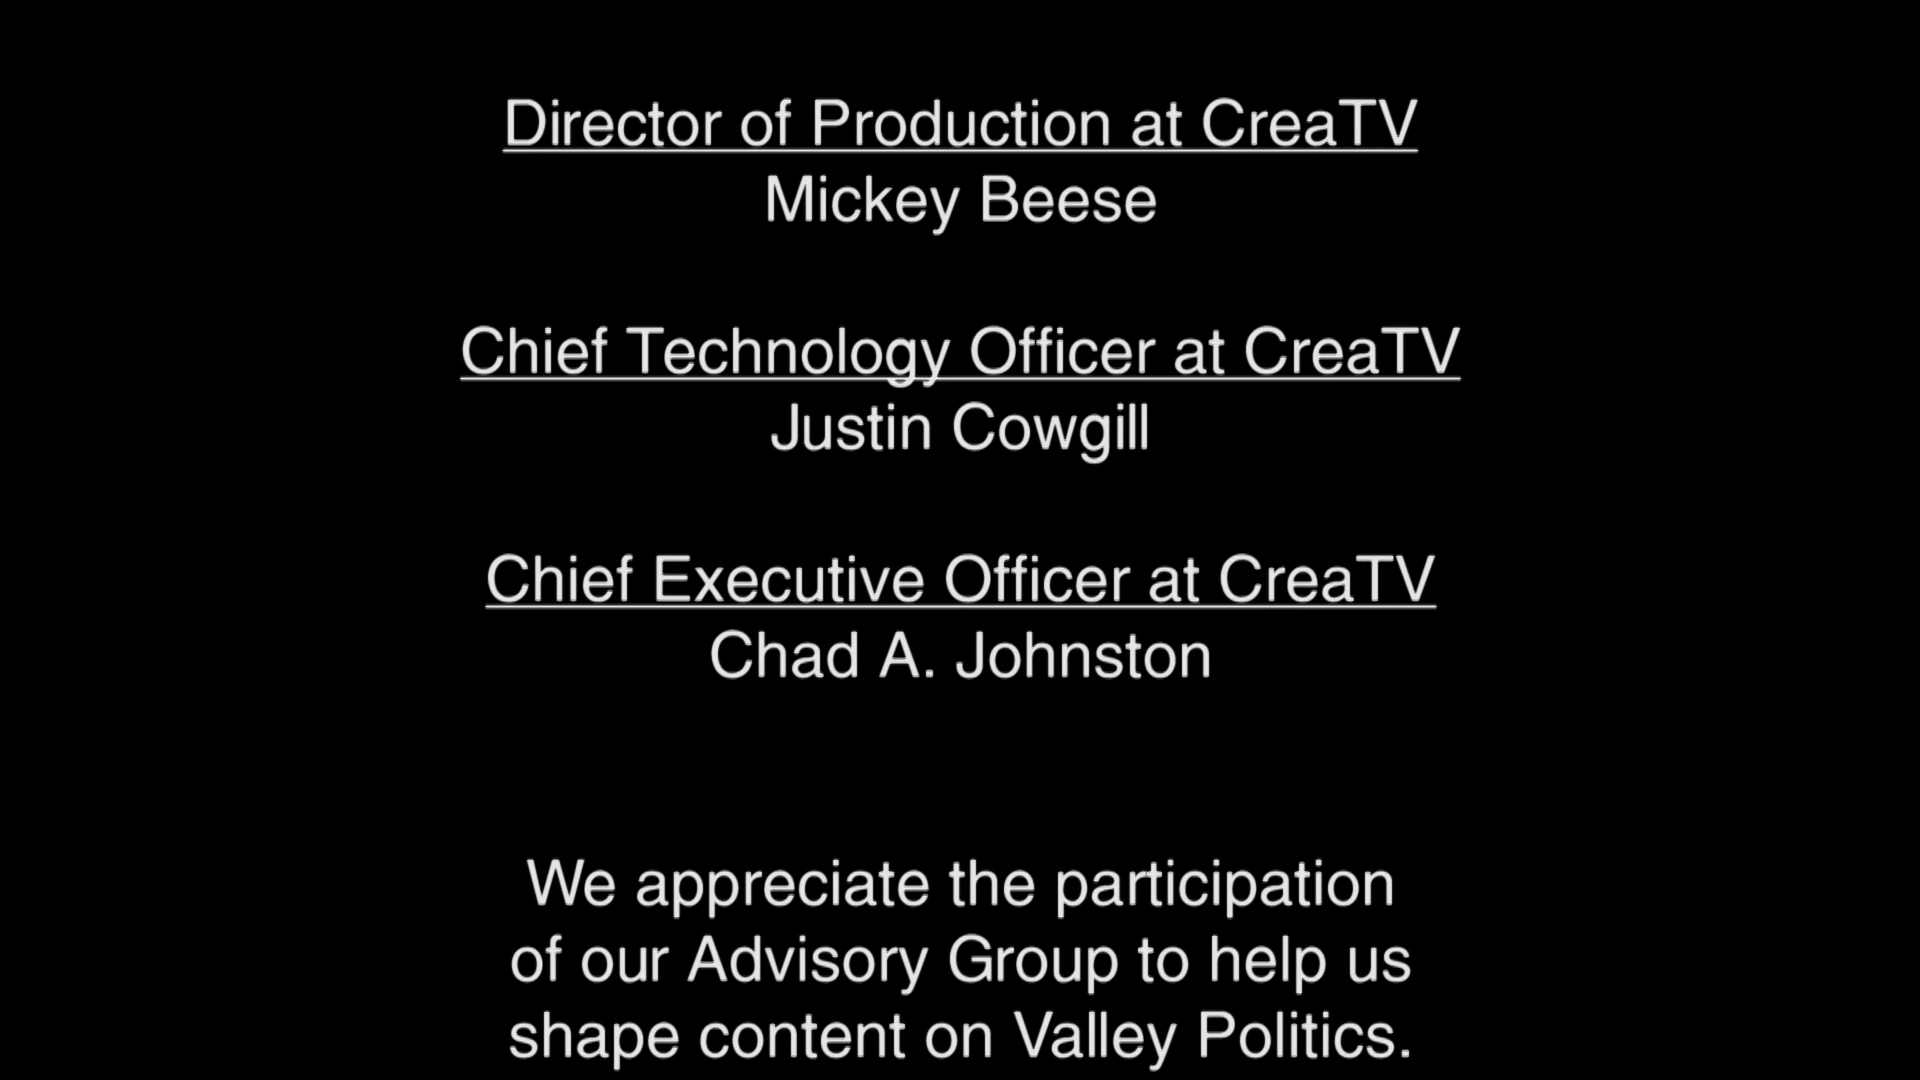 Director of Production at CreaTV
Mickey Beese
Chief Technology Officer at CreaTV
Justin Cowgill
Chief Executive Officer at CreaTV
Chad A. Johnston
We appreciate the participation
of our Advisory Group to help us
shape content on Valley Politics.